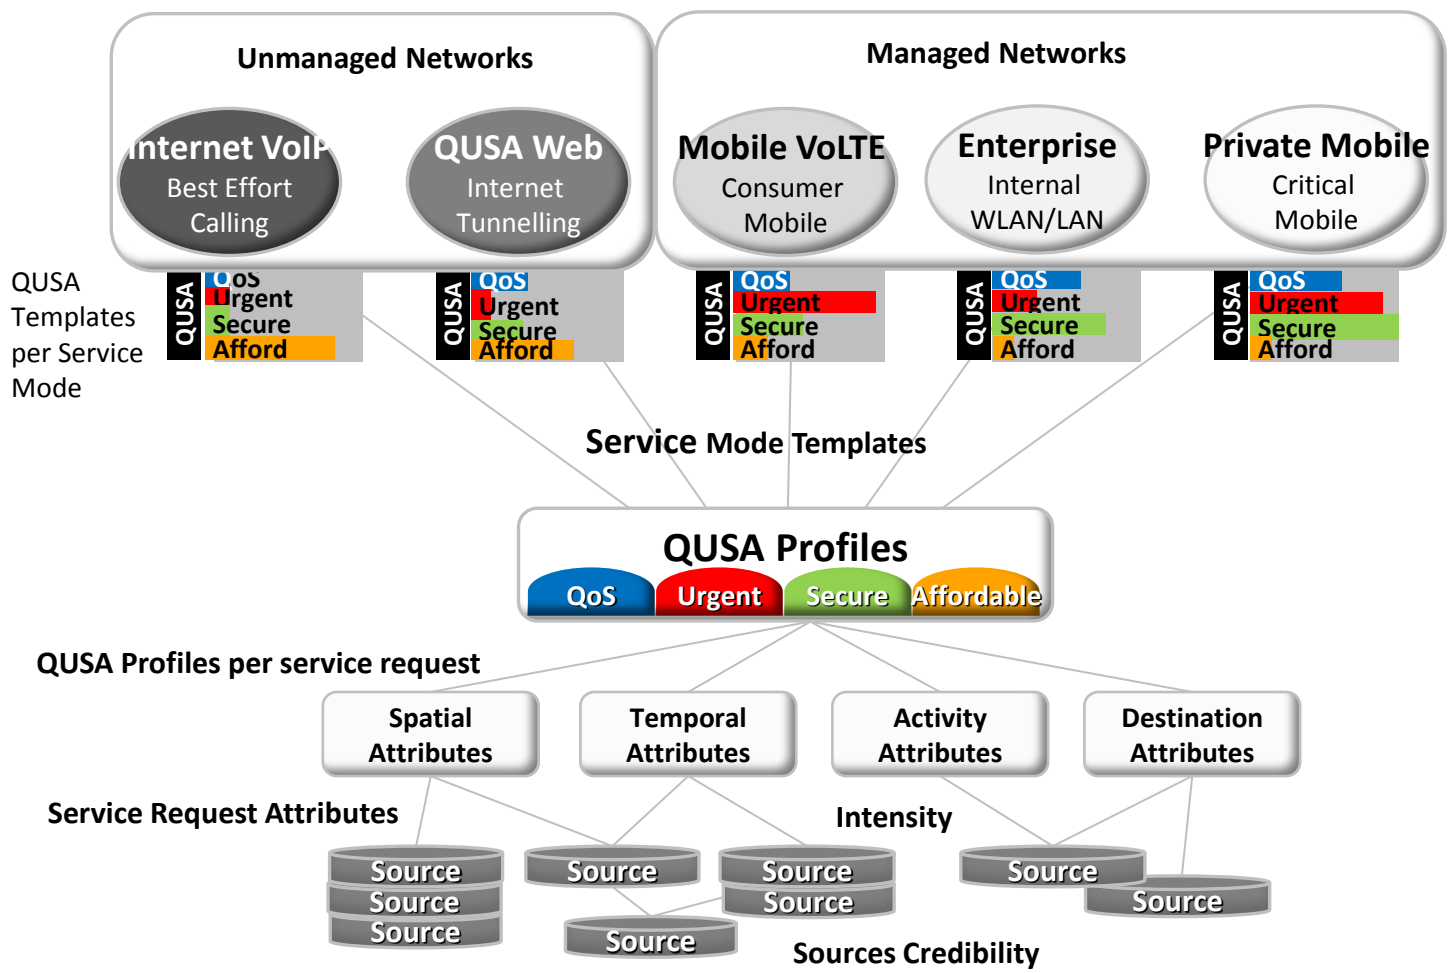 Unmanaged Networks
Managed Networks
Internet VoIP
Best Effort
Calling
QUSA Web
Internet
Tunnelling
Mobile VoLTE
Consumer
Mobile
Enterprise
Internal
WLAN/LAN
Private Mobile
Critical
Mobile
QUSA
Templates
per Service
Mode
QUSA
QoS
Urgent
Secure
Afford
QUSA
QoS
Urgent
Secure
Afford
QUSA
QoS
Urgent
Secure
Afford
QUSA
QoS
Urgent
Secure
Afford
QUSA
QoS
Urgent
Secure
Afford
Service Mode Templates
QUSA Profiles
QoS
Urgent
Secure
Affordable
QUSA Profiles per service request
Spatial
Attributes
Temporal
Attributes
Activity
Attributes
Destination
Attributes
Service Request Attributes
Intensity
Source
Source
Source
Source
Source
Source
Source
Source
Source
Sources Credibility